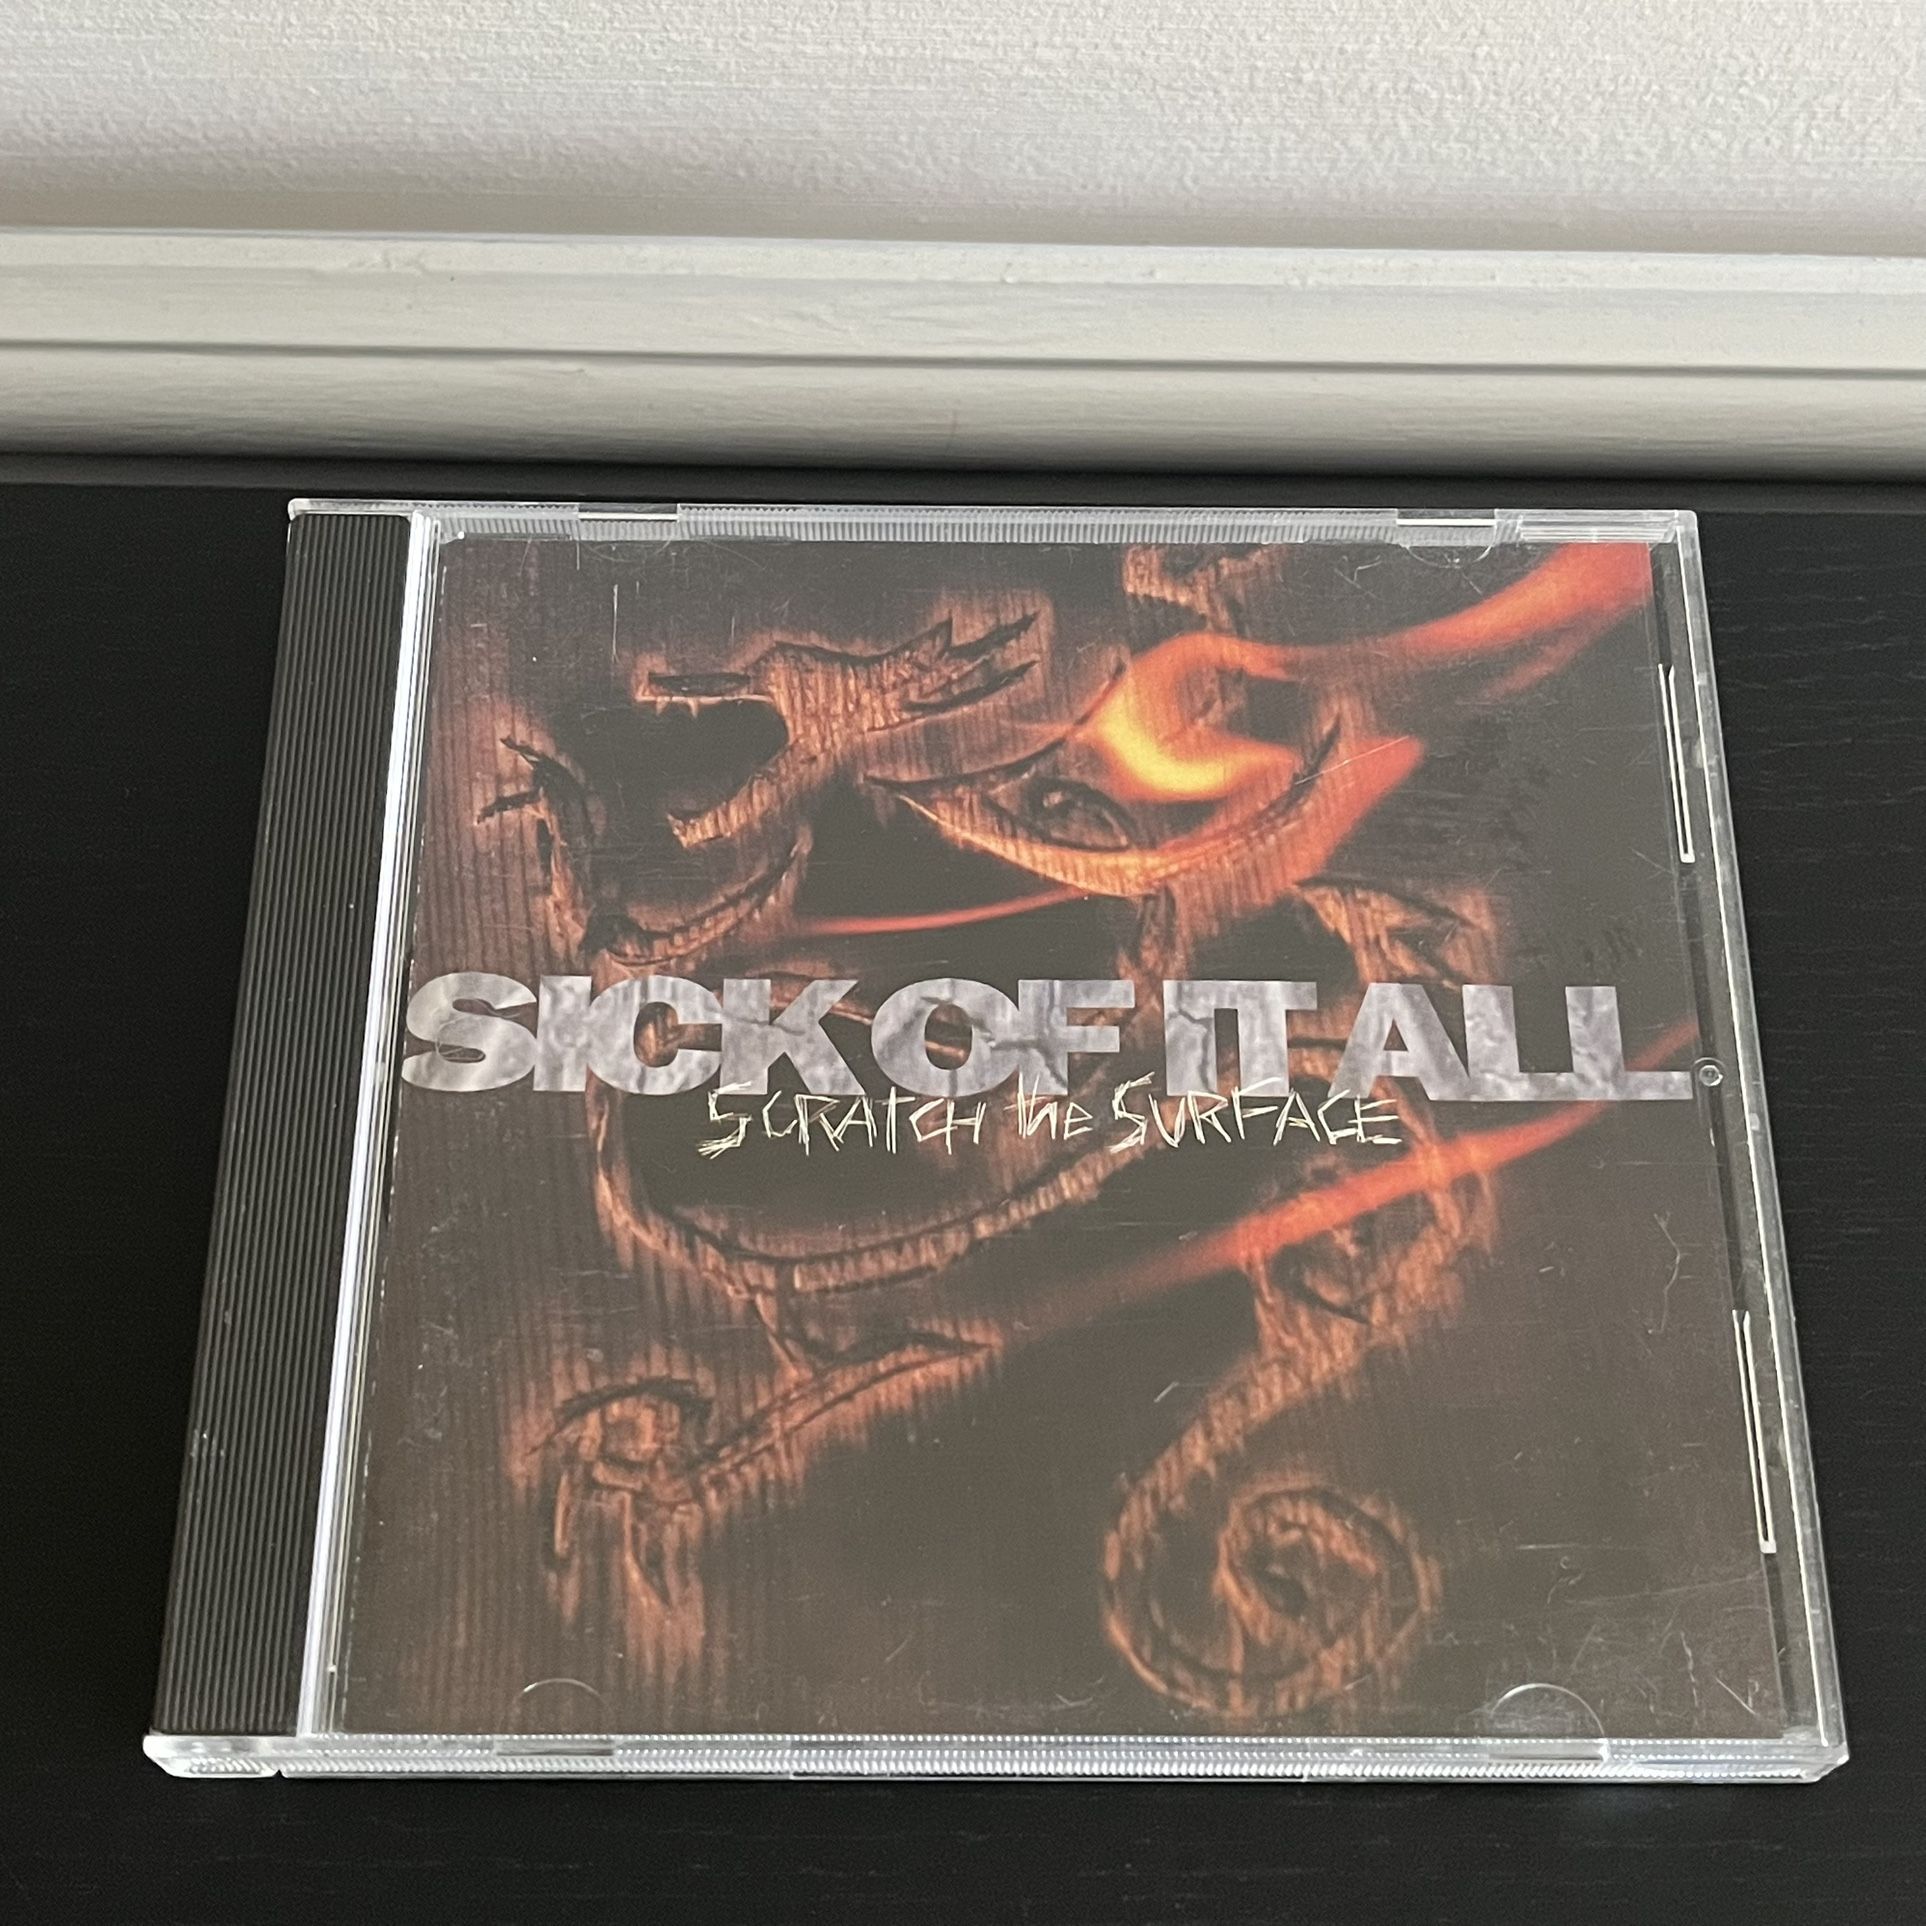 SICK OF IT ALL
SCRATCH the SURFACE